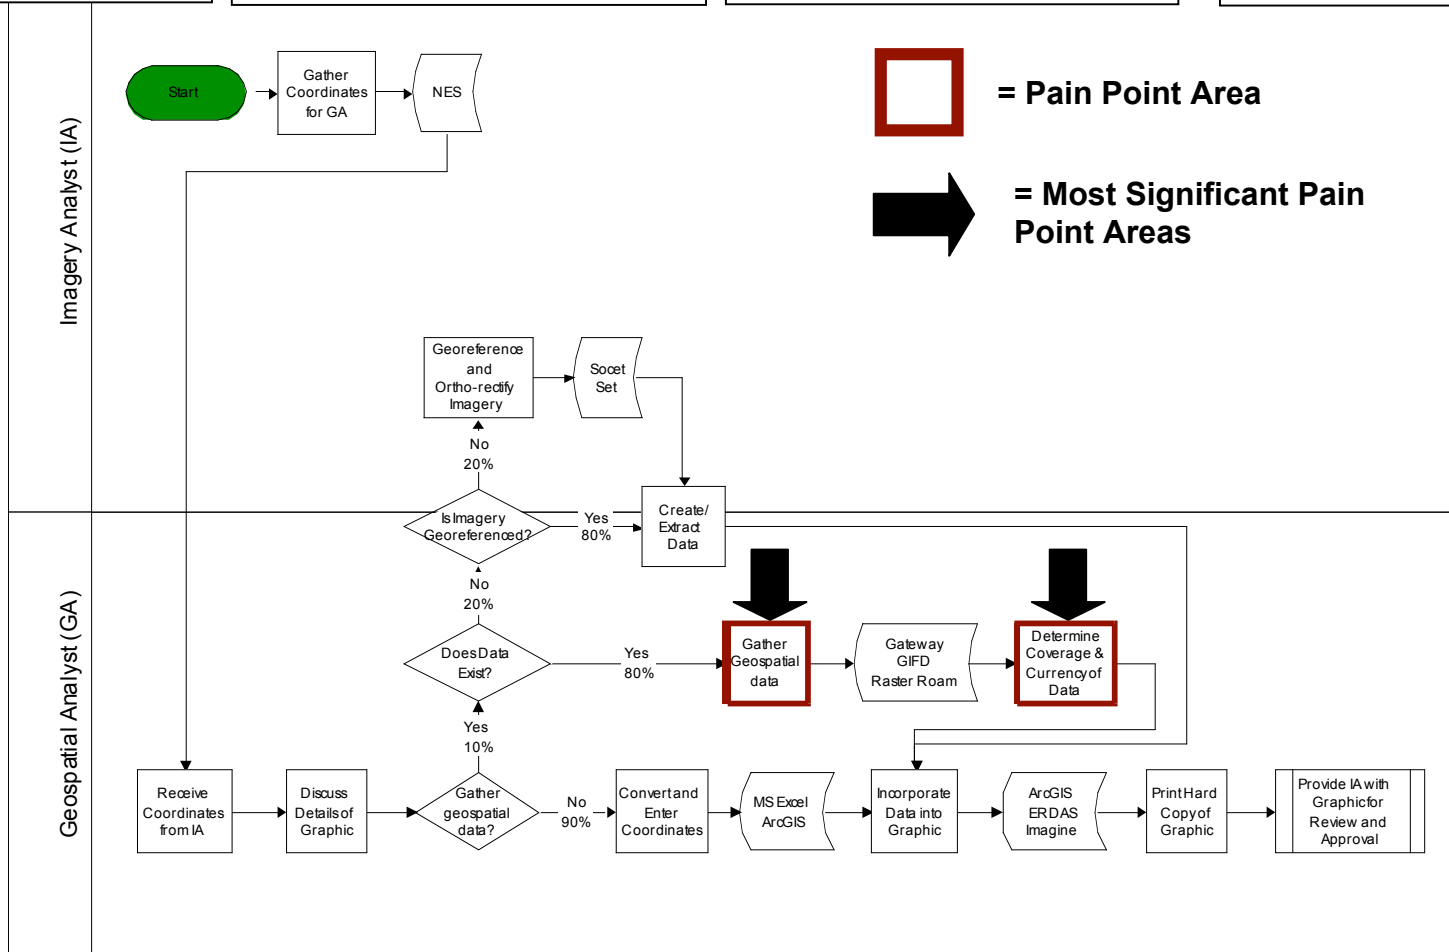 Imagery Analyst (IA)
Start
Gather
Coordinates
for GA
NES
= Pain Point Area
= Most Significant Pain
Point Areas
Georeference
and
Ortho-rectify
Imagery
Socet
Set
No
20%
Is Imagery
Georeferenced?
Yes
80%
Create/
Extract
Data
Geospatial Analyst (GA)
No
20%
Does Data
Exist?
Yes
80%
Gather
Geospatial
data
Gateway
GIFD
Raster Roam
Determine
Coverage &
Currency of
Data
Yes
10%
Receive
Coordinates
from IA
Discuss
Details of
Graphic
Gather
geospatial
data?
No
90%
Convert and
Enter
Coordinates
MS Excel
ArcGIS
Incorporate
Data into
Graphic
ArcGIS
ERDAS
Imagine
Print Hard
Copy of
Graphic
Provide IA with
Graphic for
Review and
Approval